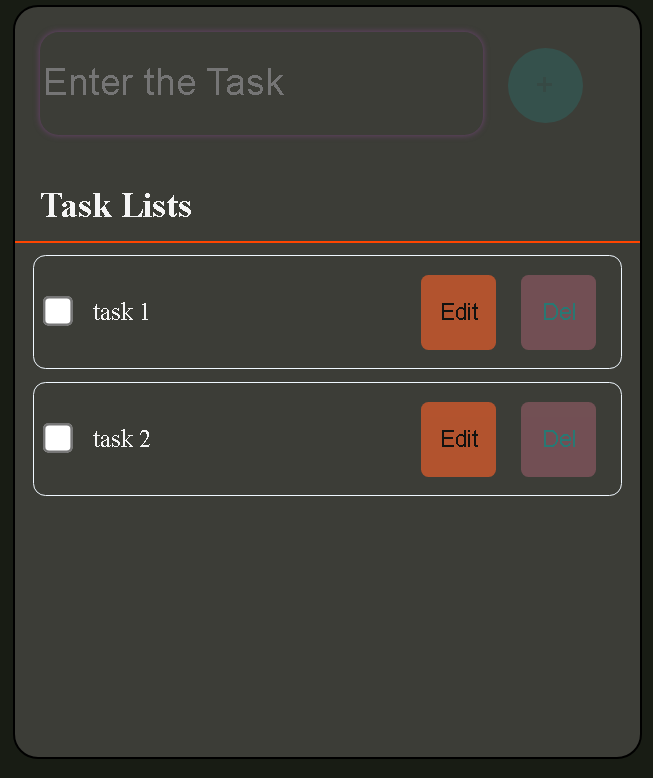 Enter the Task +
Task Lists
task 1 Edit Del
task 2 Edit Del